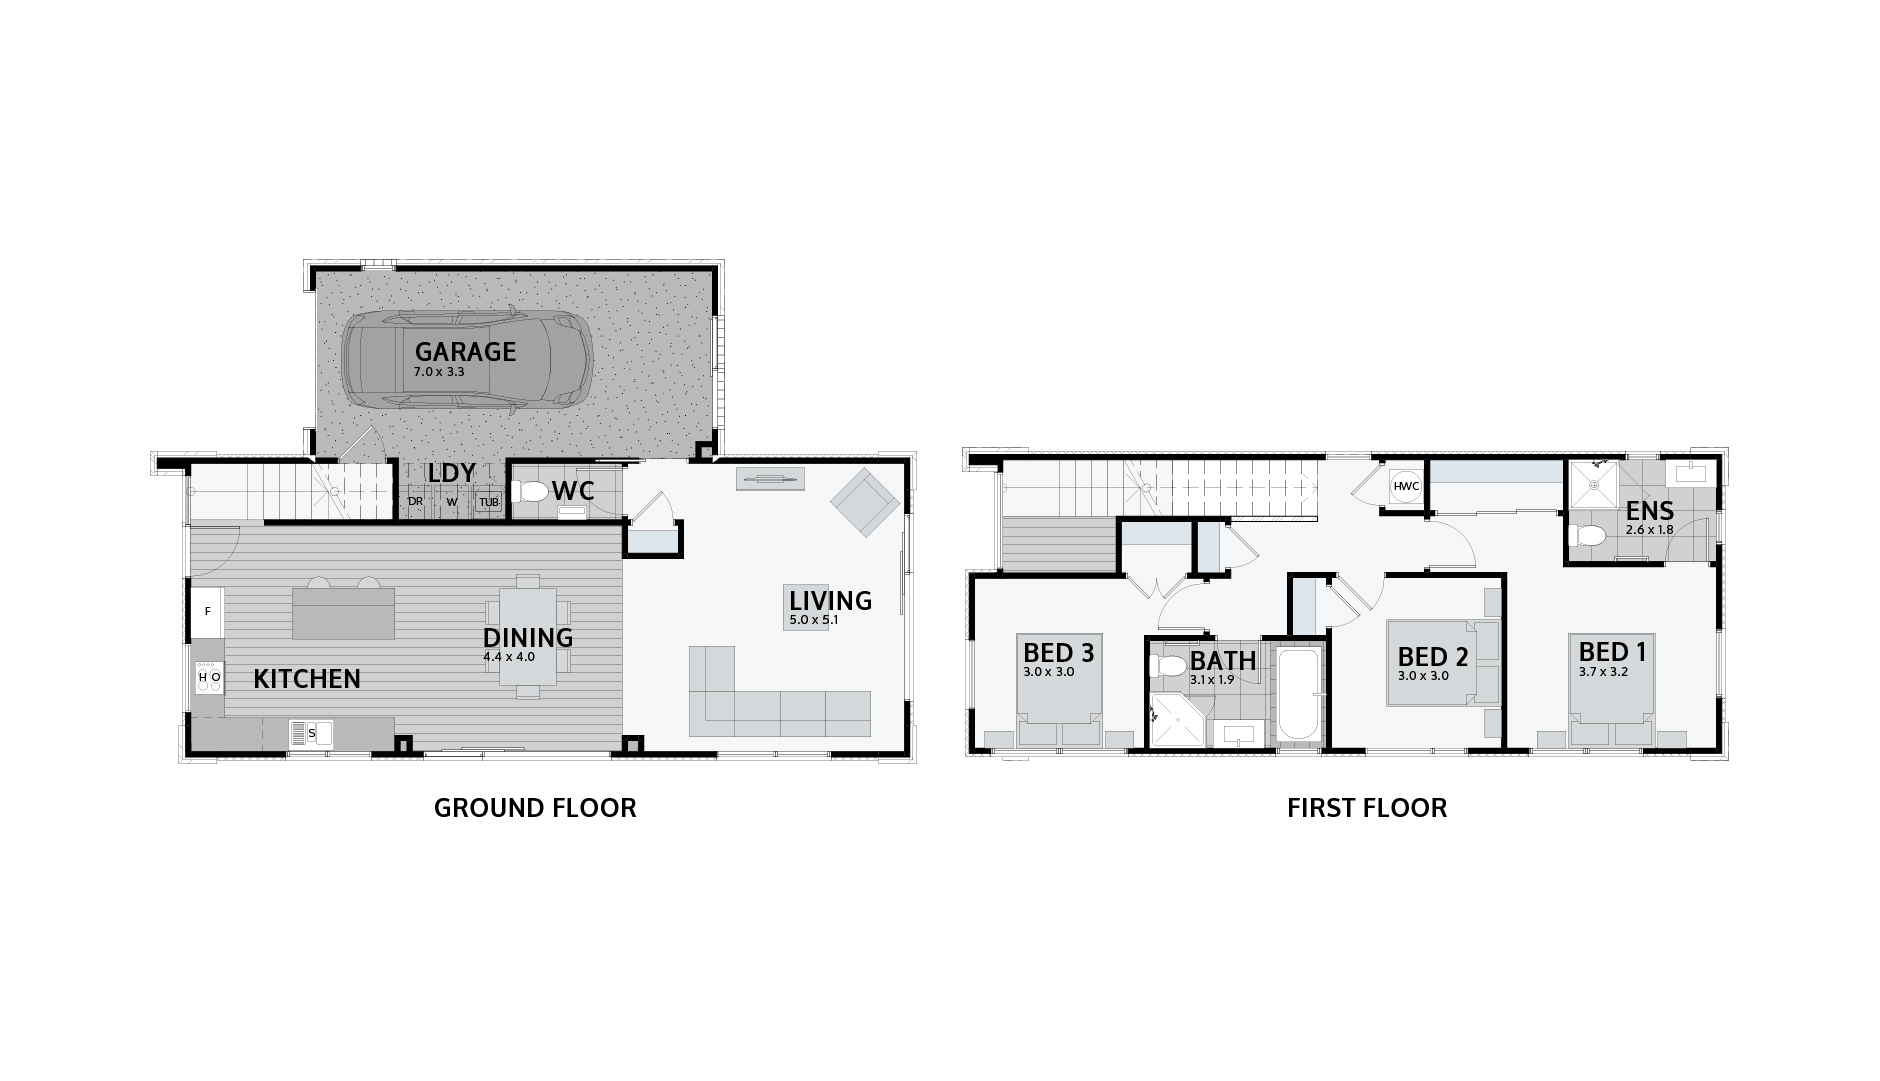 GARAGE
7.0 x 3.3
LDY
DR
W
TUB
WC
F
H O
KITCHEN
S
DINING
4.4 x 4.0
LIVING
5.0 x 5.1
GROUND FLOOR
HWC
ENS
2.6 x 1.8
BED 3
3.0 x 3.0
BATH
3.1 x 1.9
BED 2
3.0 x 3.0
BED 1
3.7 x 3.2
FIRST FLOOR